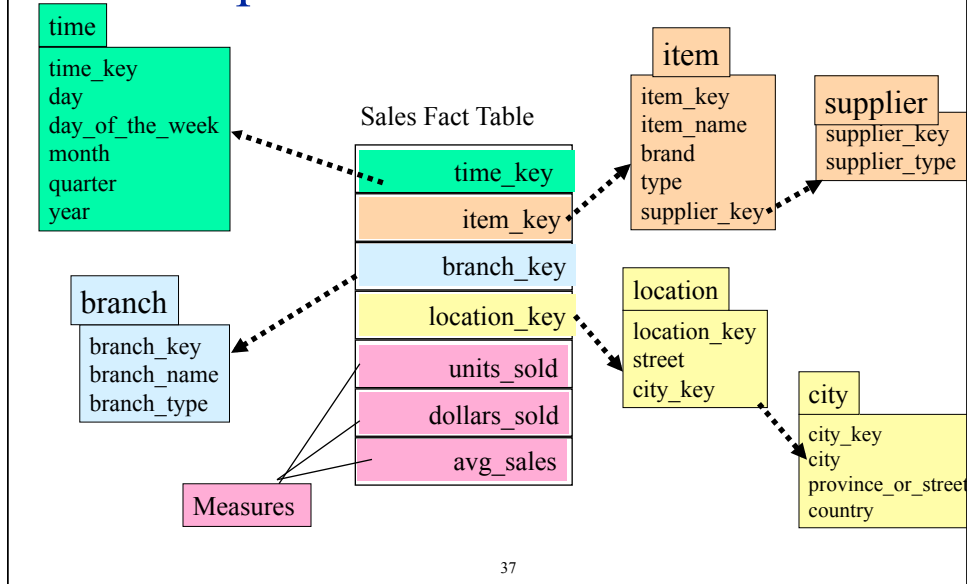 time
time_key
day
day_of_the_week
month
quarter
year
Sales Fact Table
time_key
item_key
branch_key
location_key
units_sold
dollars_sold
avg_sales
Measures
branch
branch_key
branch_name
branch_type
item
item_key
item_name
brand
type
supplier_key
supplier
supplier_key
supplier_type
location
location_key
street
city_key
city
city_key
city
province_or_street
country
37